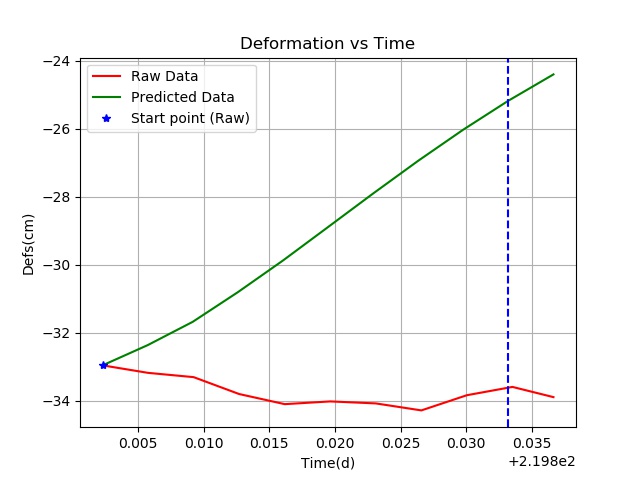 Deformation vs Time
Raw Data
Predicted Data
Start point (Raw)
Defs(cm)
−24
−26
−28
−30
−32
−34
0.005 0.010 0.015 0.020 0.025 0.030 0.035
Time(d)
+2.198e2